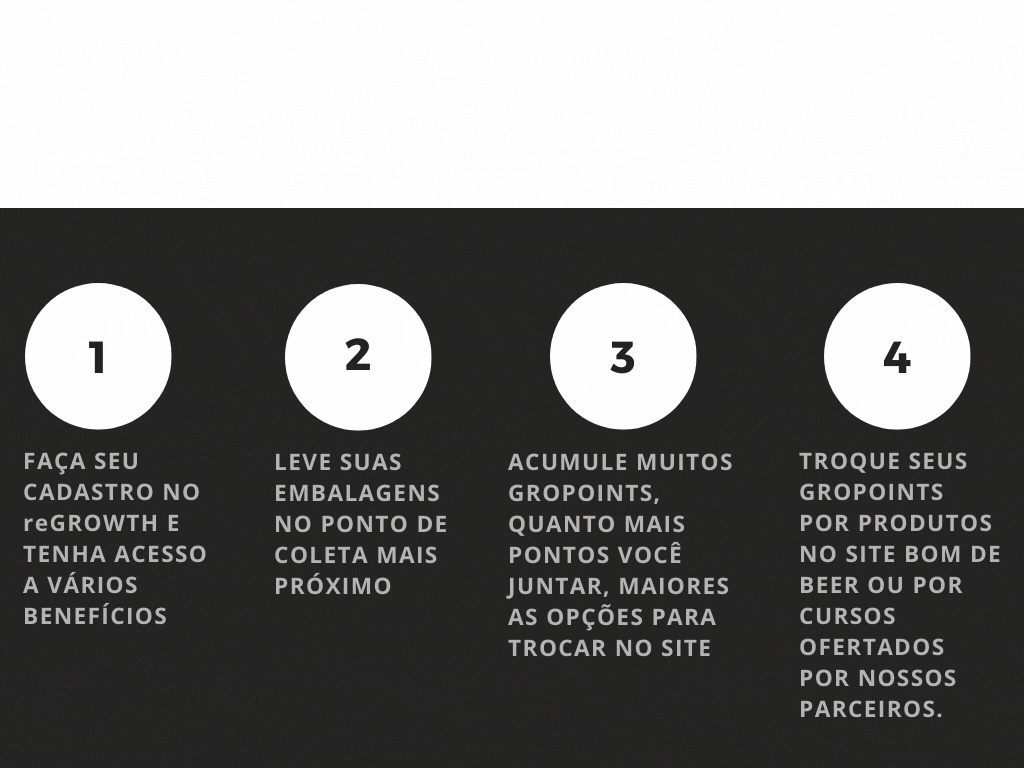 1
FAÇA SEU
CADASTRO NO
reGROWTH E
TENHA ACESSO
A VÁRIOS
BENEFÍCIOS
2
LEVE SUAS
EMBALAGENS
NO PONTO DE
COLETA MAIS
PRÓXIMO
3
ACUMULE MUITOS
GROPOINTS,
QUANTO MAIS
PONTOS VOCÊ
JUNTAR, MAIORES
AS OPÇÕES PARA
TROCAR NO SITE
4
TROQUE SEUS
GROPOINTS
POR PRODUTOS
NO SITE BOM DE
BEER OU POR
CURSOS
OFERTADOS
POR NOSSOS
PARCEIROS.